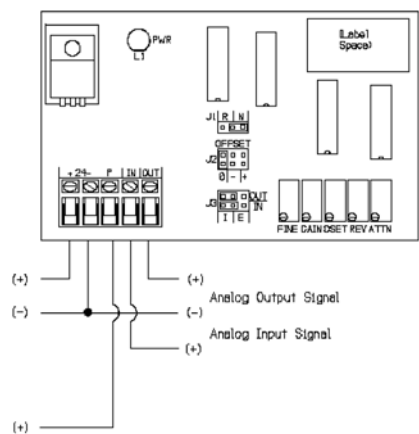 (Label
Space)
PWR
L1
J1 R N
OFFSET
J2
0 - +
+ 24- P IN OUT
J3 OUT
IN
I E
FINE GAIN OSET REV ATTN
(+) (+)
Analog Output Signal
(-) (-)
Analog Input Signal
(+)
(+)